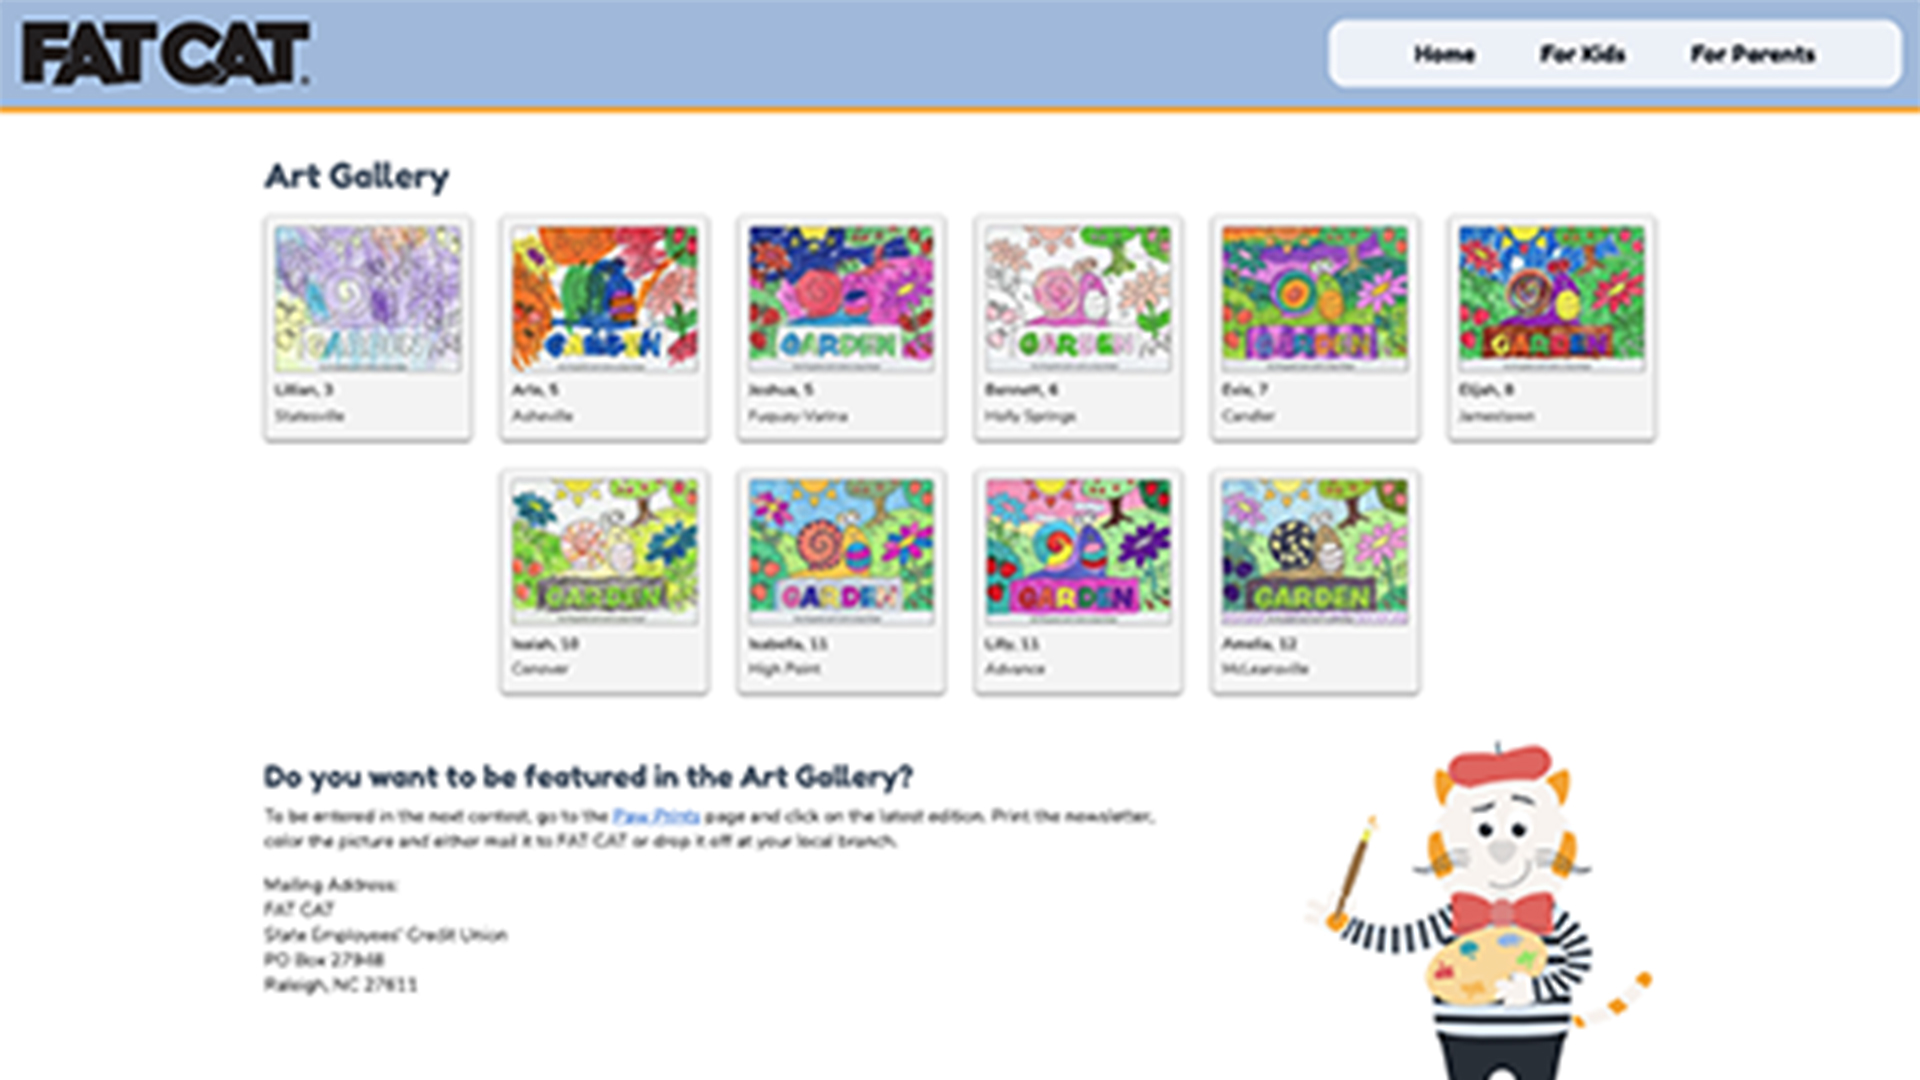 FAT CAT.
Home
For Kids
For Parents
Art Gallery
GARDEN
GARDEN
GARDEN
GARDEN
GARDEN
GARDEN
Lillian, 3
Arlo, 5
Joshua, 5
Bennett, 6
Evie, 7
Elijah, 8
Statesville
Asheville
Fuquay-Varina
Holly Springs
Candler
Jamestown
GARDEN
GARDEN
GARDEN
GARDEN
Isaiah, 10
Isabella, 11
Lilly, 11
Amelia, 12
Conover
High Point
Advance
McLeansville
Do you want to be featured in the Art Gallery?
To be entered in the next contest, go to the Paw Prints page and click on the latest edition. Print the newsletter,
color the picture and either mail it to FAT CAT or drop it off at your local branch.
Mailing Address:
FAT CAT
State Employees' Credit Union
PO Box 27948
Raleigh, NC 27611